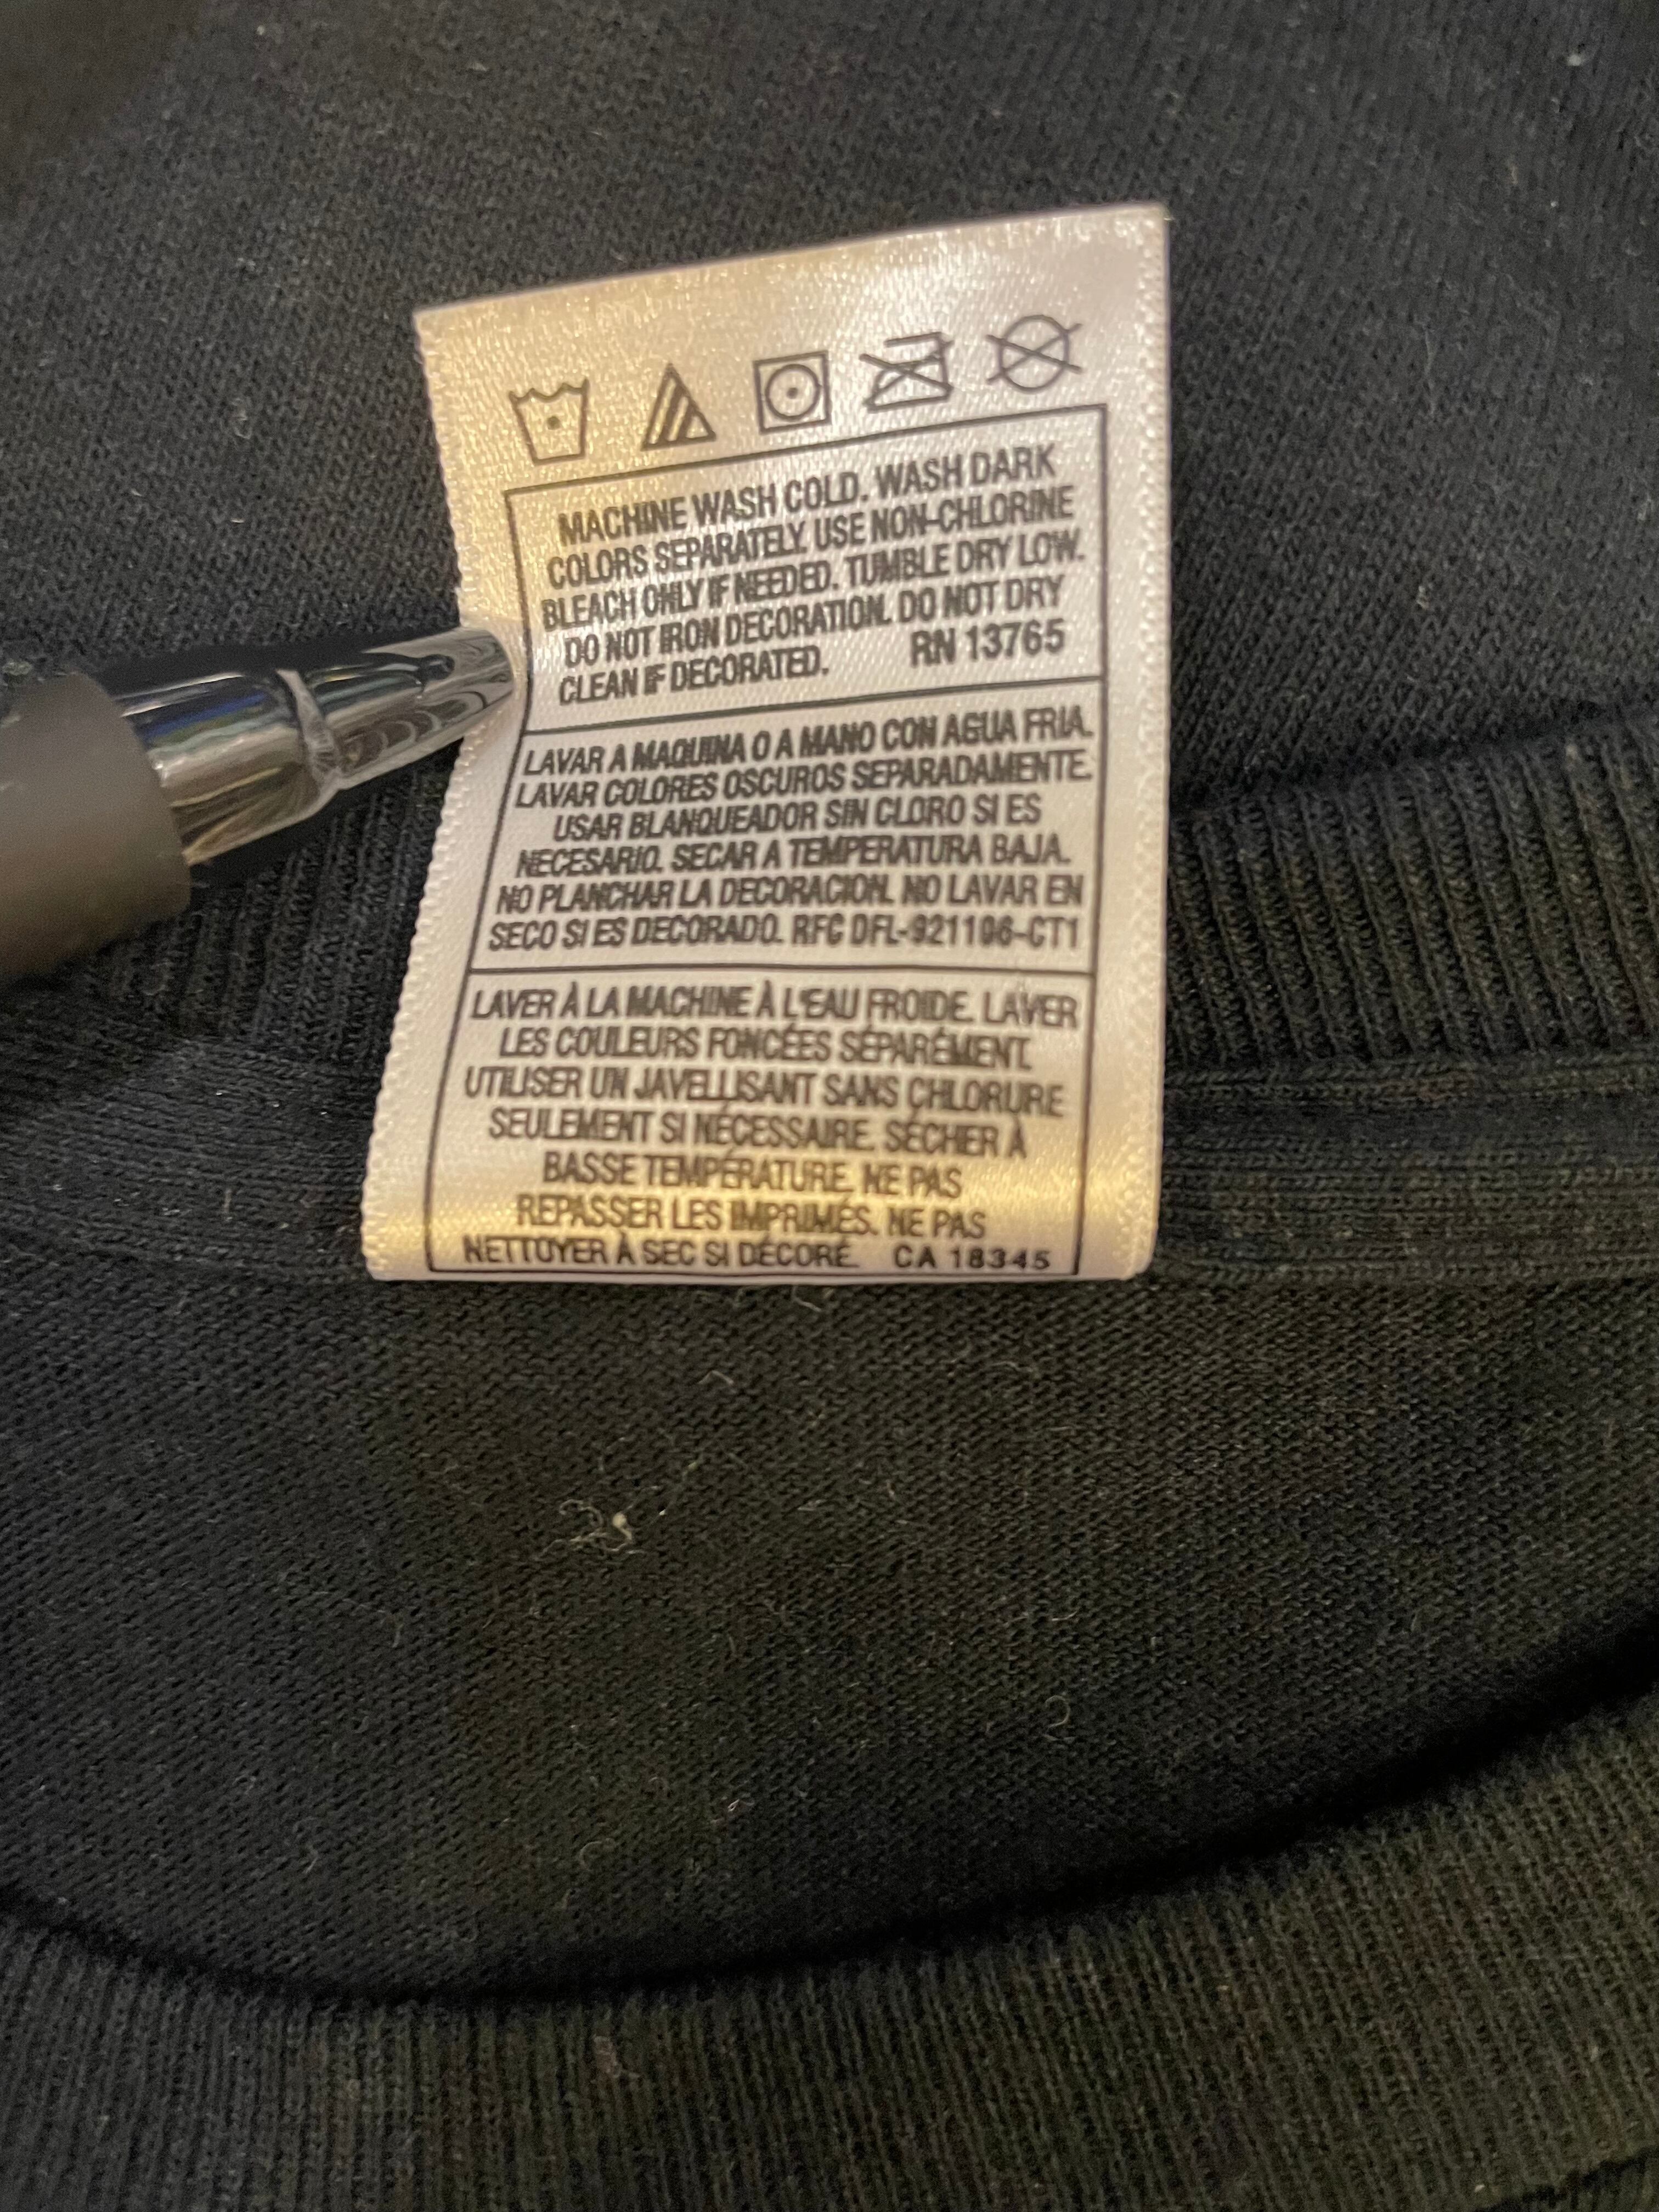 MACHINE WASH COLD. WASH DARK
COLORS SEPARATELY. USE NON-CHLORINE
BLEACH ONLY IF NEEDED. TUMBLE DRY LOW.
DO NOT IRON DECORATION. DO NOT DRY
CLEAN IF DECORATED. RN 13765
LAVAR A MAQUINA O A MANO CON AGUA FRIA.
LAVAR COLORES OSCUROS SEPARADAMENTE.
USAR BLANQUEADOR SIN CLORO SI ES
NECESARIO. SECAR A TEMPERATURA BAJA.
NO PLANCHAR LA DECORACION. NO LAVAR EN
SECO SI ES DECORADO. RFC DFL-921106-CT1
LAVER À LA MACHINE À L'EAU FROIDE. LAVER
LES COULEURS FONCÉES SÉPARÉMENT.
UTILISER UN JAVELLISANT SANS CHLORURE
SEULEMENT SI NÉCESSAIRE. SÉCHER À
BASSE TEMPÉRATURE. NE PAS
REPASSER LES IMPRIMÉS. NE PAS
NETTOYER À SEC SI DÉCORÉ. CA 18345